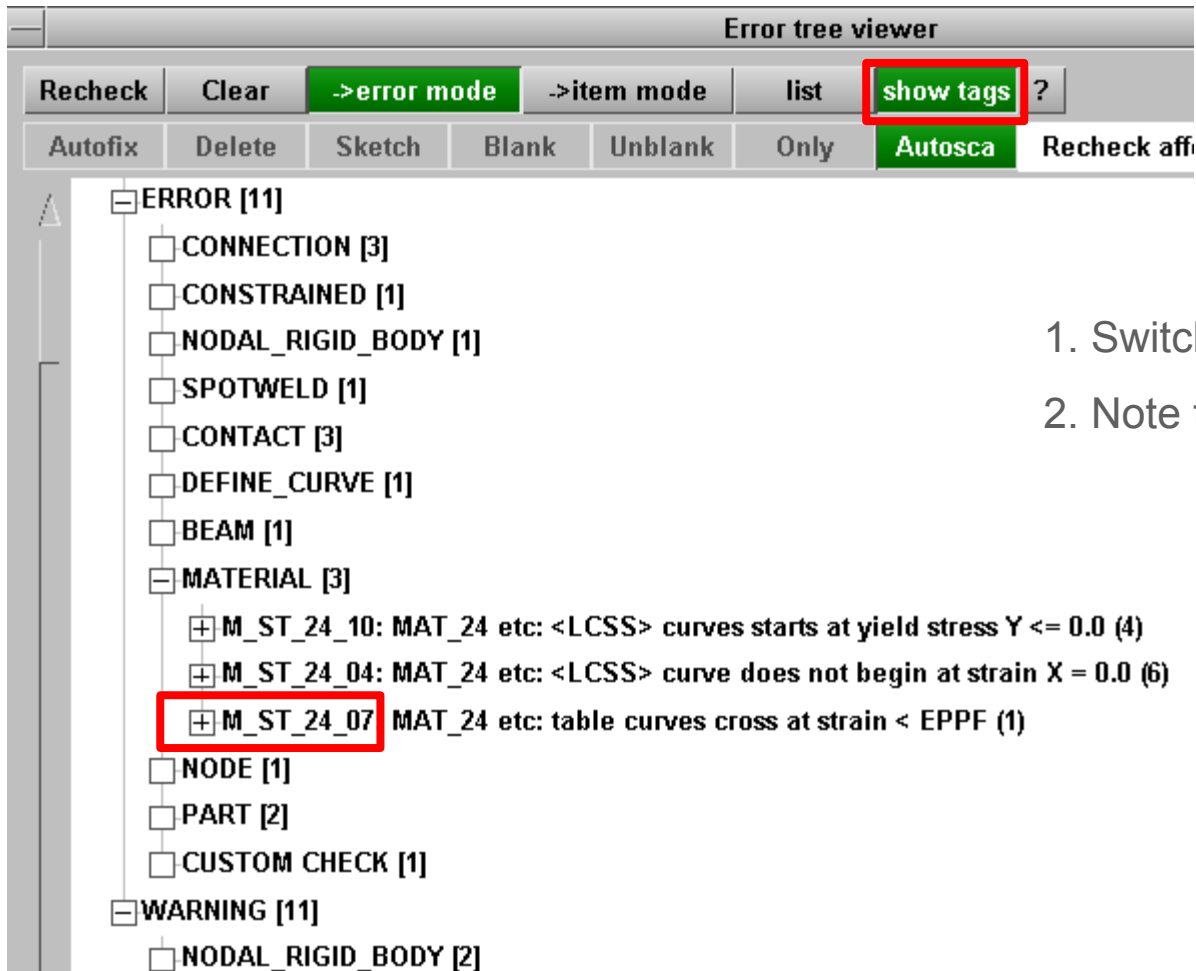 Error tree viewer
Recheck Clear ->error mode ->item mode list show tags ?
Autofix Delete Sketch Blank Unblank Only Autosca Recheck
ERROR [11]
CONNECTION [3]
CONSTRAINED [1]
NODAL_RIGID_BODY [1]
1.
SPOTWELD [1]
2. Note
CONTACT [3]
DEFINE_CURVE [1]
BEAM [1]
MATERIAL [3]
M_ST_24_10: MAT_24 etc: <LCSS> curves starts at yield stress Y <= 0.0 (4)
M_ST_24_04: MAT_24 etc: <LCSS> curve does not begin at strain X = 0.0 (6)
M_ST_24_07 MAT_24 etc: table curves cross at strain < EPPF (1)
NODE [1]
PART [2]
CUSTOM CHECK [1]
WARNING [11]
NODAL_RIGID_BODY [2]